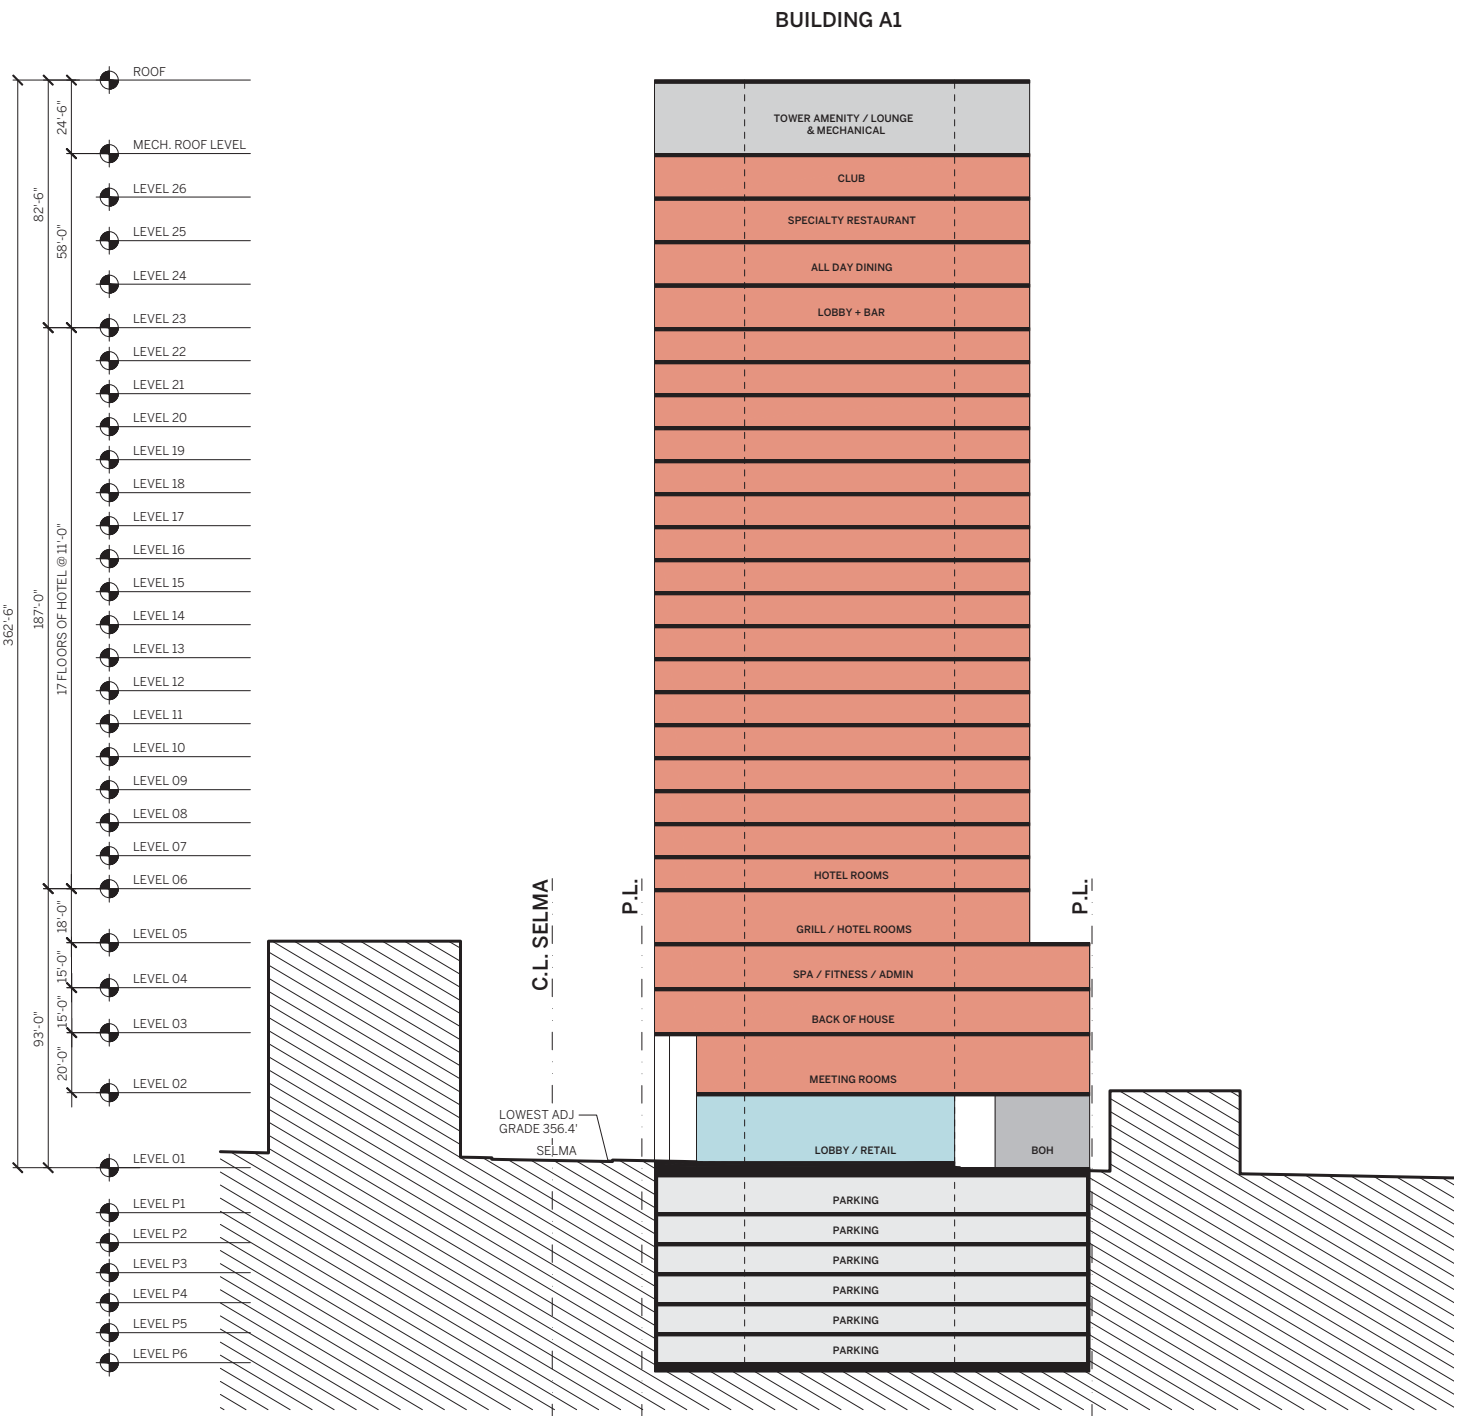 BUILDING A1
ROOF
MECH. ROOF LEVEL
LEVEL 26
LEVEL 25
LEVEL 24
LEVEL 23
LEVEL 22
LEVEL 21
LEVEL 20
LEVEL 19
LEVEL 18
LEVEL 17
LEVEL 16
LEVEL 15
LEVEL 14
LEVEL 13
LEVEL 12
LEVEL 11
LEVEL 10
LEVEL 09
LEVEL 08
LEVEL 07
LEVEL 06
LEVEL 05
LEVEL 04
LEVEL 03
LEVEL 02
LEVEL 01
LEVEL P1
LEVEL P2
LEVEL P3
LEVEL P4
LEVEL P5
LEVEL P6
362'-6"
82'-6"
187'-0"
93'-0"
24'-6"
58'-0"
17 FLOORS OF HOTEL @ 11'-0"
18'-0"
15'-0"
15'-0"
20'-0"
C.L. SELMA
P.L.
P.L.
LOWEST ADJ
GRADE 356.4'
SELMA
TOWER AMENITY / LOUNGE
& MECHANICAL
CLUB
SPECIALTY RESTAURANT
ALL DAY DINING
LOBBY + BAR
HOTEL ROOMS
GRILL / HOTEL ROOMS
SPA / FITNESS / ADMIN
BACK OF HOUSE
MEETING ROOMS
LOBBY / RETAIL
BOH
PARKING
PARKING
PARKING
PARKING
PARKING
PARKING